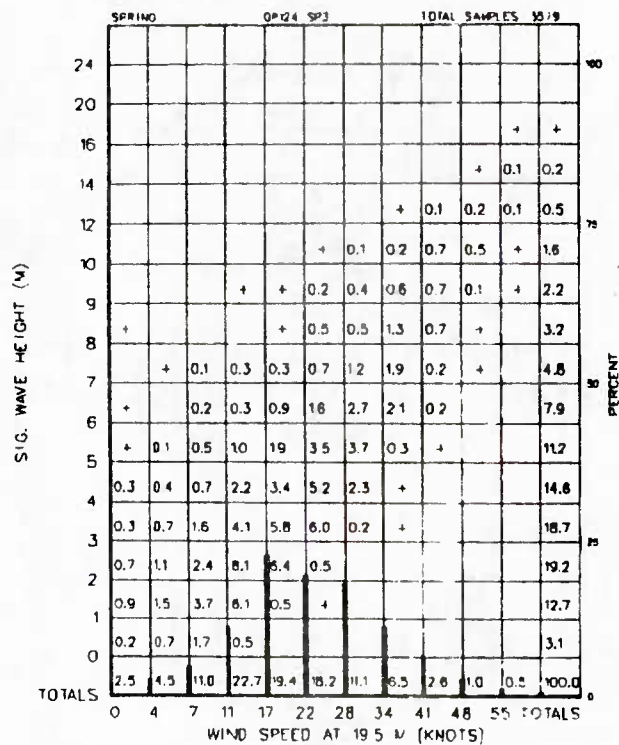 SPRING SP3 TOTAL SAMPLES
24 100
20
+ +
16
+ 0.1 0.2
14
+ 0.1 0.2 0.1 0.5
12 75
+ 0.1 0.2 0.7 0.5 + 1.6
10
+ + 0.2 0.4 0.6 0.7 0.1 + 2.2
9
+ + 0.5 0.5 1.3 0.7 + 3.2
8
+ 0.1 0.3 0.3 0.7 1.2 1.9 0.2 + 4.8
7 50
+ 0.2 0.3 0.9 1.6 2.7 2.1 0.2 7.9
6
+ 0.1 0.5 1.0 1.9 3.5 3.7 0.3 + 11.2
5
0.3 0.4 0.7 2.2 3.4 5.2 2.3 + 14.6
4
0.3 0.7 1.6 4.1 5.8 6.0 0.2 + 18.7
3 25
0.7 1.1 2.4 8.1 6.4 0.5 19.2
2
0.9 1.5 3.7 6.1 0.5 + 12.7
1
0.2 0.7 1.7 0.5 3.1
0
2.5 4.5 11.0 22.7 19.4 18.2 11.1 6.5 2.6 1.0 100.0
TOTALS 0
0 4 7 11 17 22 28 34 41 48 55 TOTALS
WIND SPEED AT 19.5 M (KNOTS)
SIG. WAVE HEIGHT (M)
PERCENT